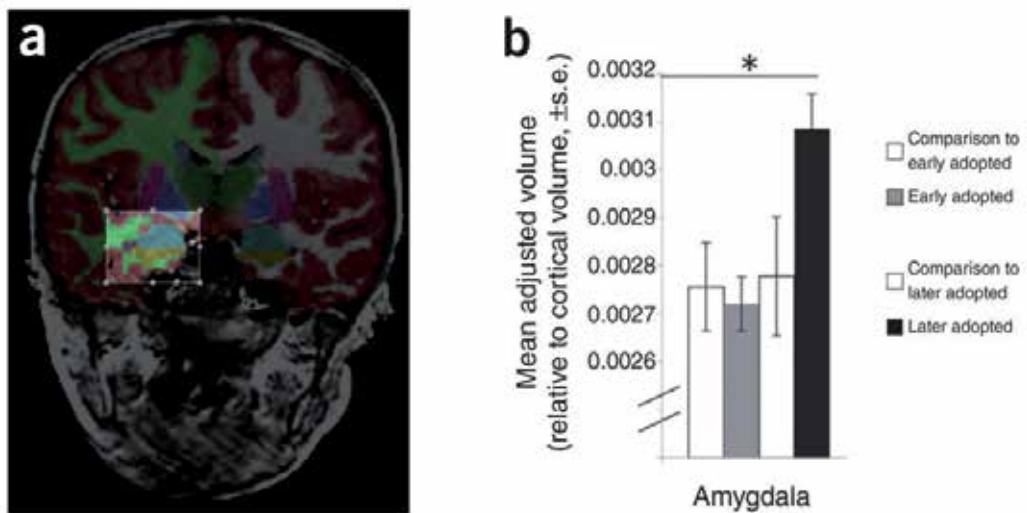 a
b
Mean adjusted volume
(relative to cortical volume, ±s.e.)
*
0.0032
0.0031
0.003
0.0029
0.0028
0.0027
0.0026
Amygdala
Comparison to
early adopted
Early adopted
Comparison to
later adopted
Later adopted